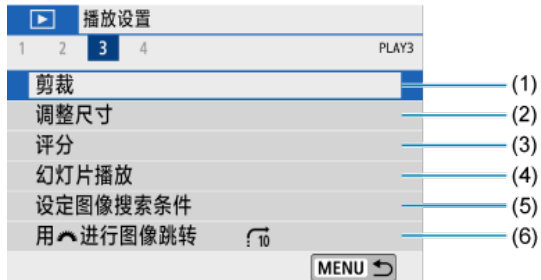 播放设置
1 2 3 4 PLAY3
剪裁 (1)
调整尺寸 (2)
评分 (3)
幻灯片播放 (4)
设定图像搜索条件 (5)
用进行图像跳转 10 (6)
MENU